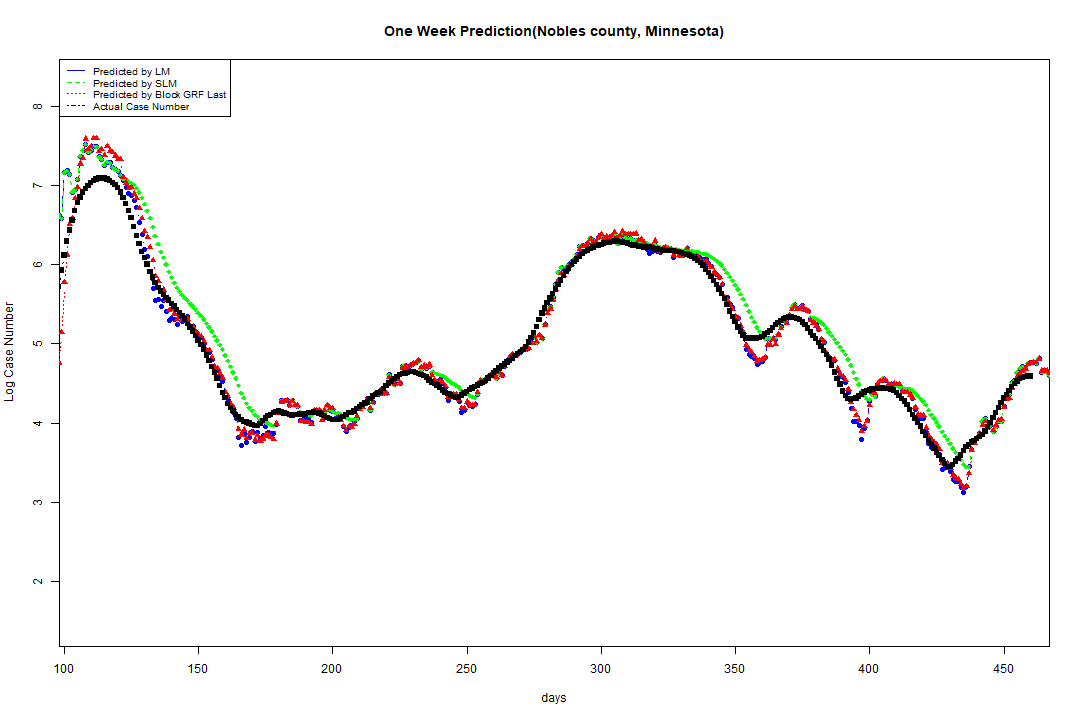 One Week Prediction(Nobles county, Minnesota)
Predicted by LM
Predicted by SLM
Predicted by Block GRF Last
Actual Case Number
8
7
6
5
4
3
2
Log Case Number
100 150 200 250 300 350 400 450
days